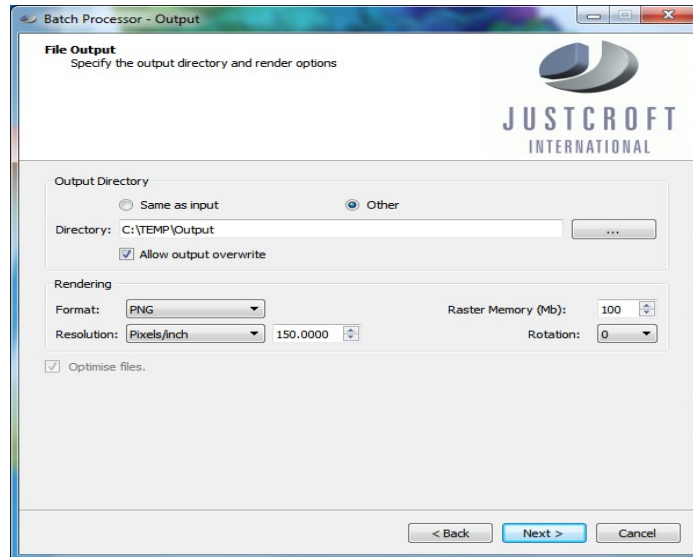 Batch Processor - Output
File Output
Specify the output directory and render options
JUSTCROFT
INTERNATIONAL
Output Directory
Same as input
Other
Directory: C:\TEMP\Output
...
Allow output overwrite
Rendering
Format: PNG
Raster Memory (Mb): 100
Resolution: Pixels/inch 150.0000
Rotation: 0
Optimise files.
< Back
Next >
Cancel